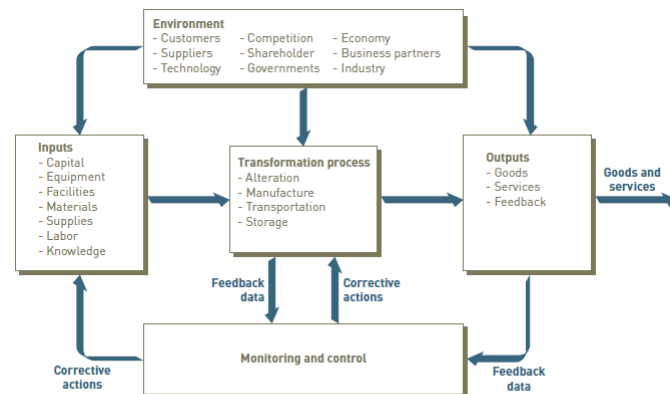 Environment
- Customers - Competition - Economy
- Suppliers - Shareholder - Business partners
- Technology - Governments - Industry
Inputs
- Capital
- Equipment
- Facilities
- Materials
- Supplies
- Labor
- Knowledge
Transformation process
- Alteration
- Manufacture
- Transportation
- Storage
Outputs
- Goods
- Services
- Feedback
Goods and
services
Feedback
data
Corrective
actions
Monitoring and control
Corrective
actions
Feedback
data